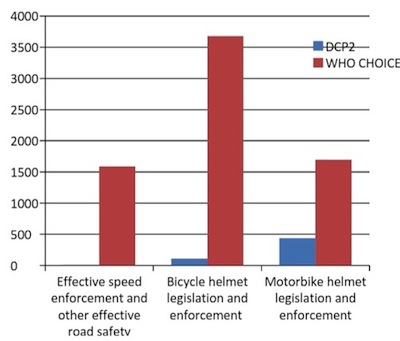 4000
3500
3000
2500
2000
1500
1000
500
0
DCP2
WHO CHOICE
Effective speed
enforcement and
other effective
road safety
Bicycle helmet
legislation and
enforcement
Motorbike helmet
legislation and
enforcement